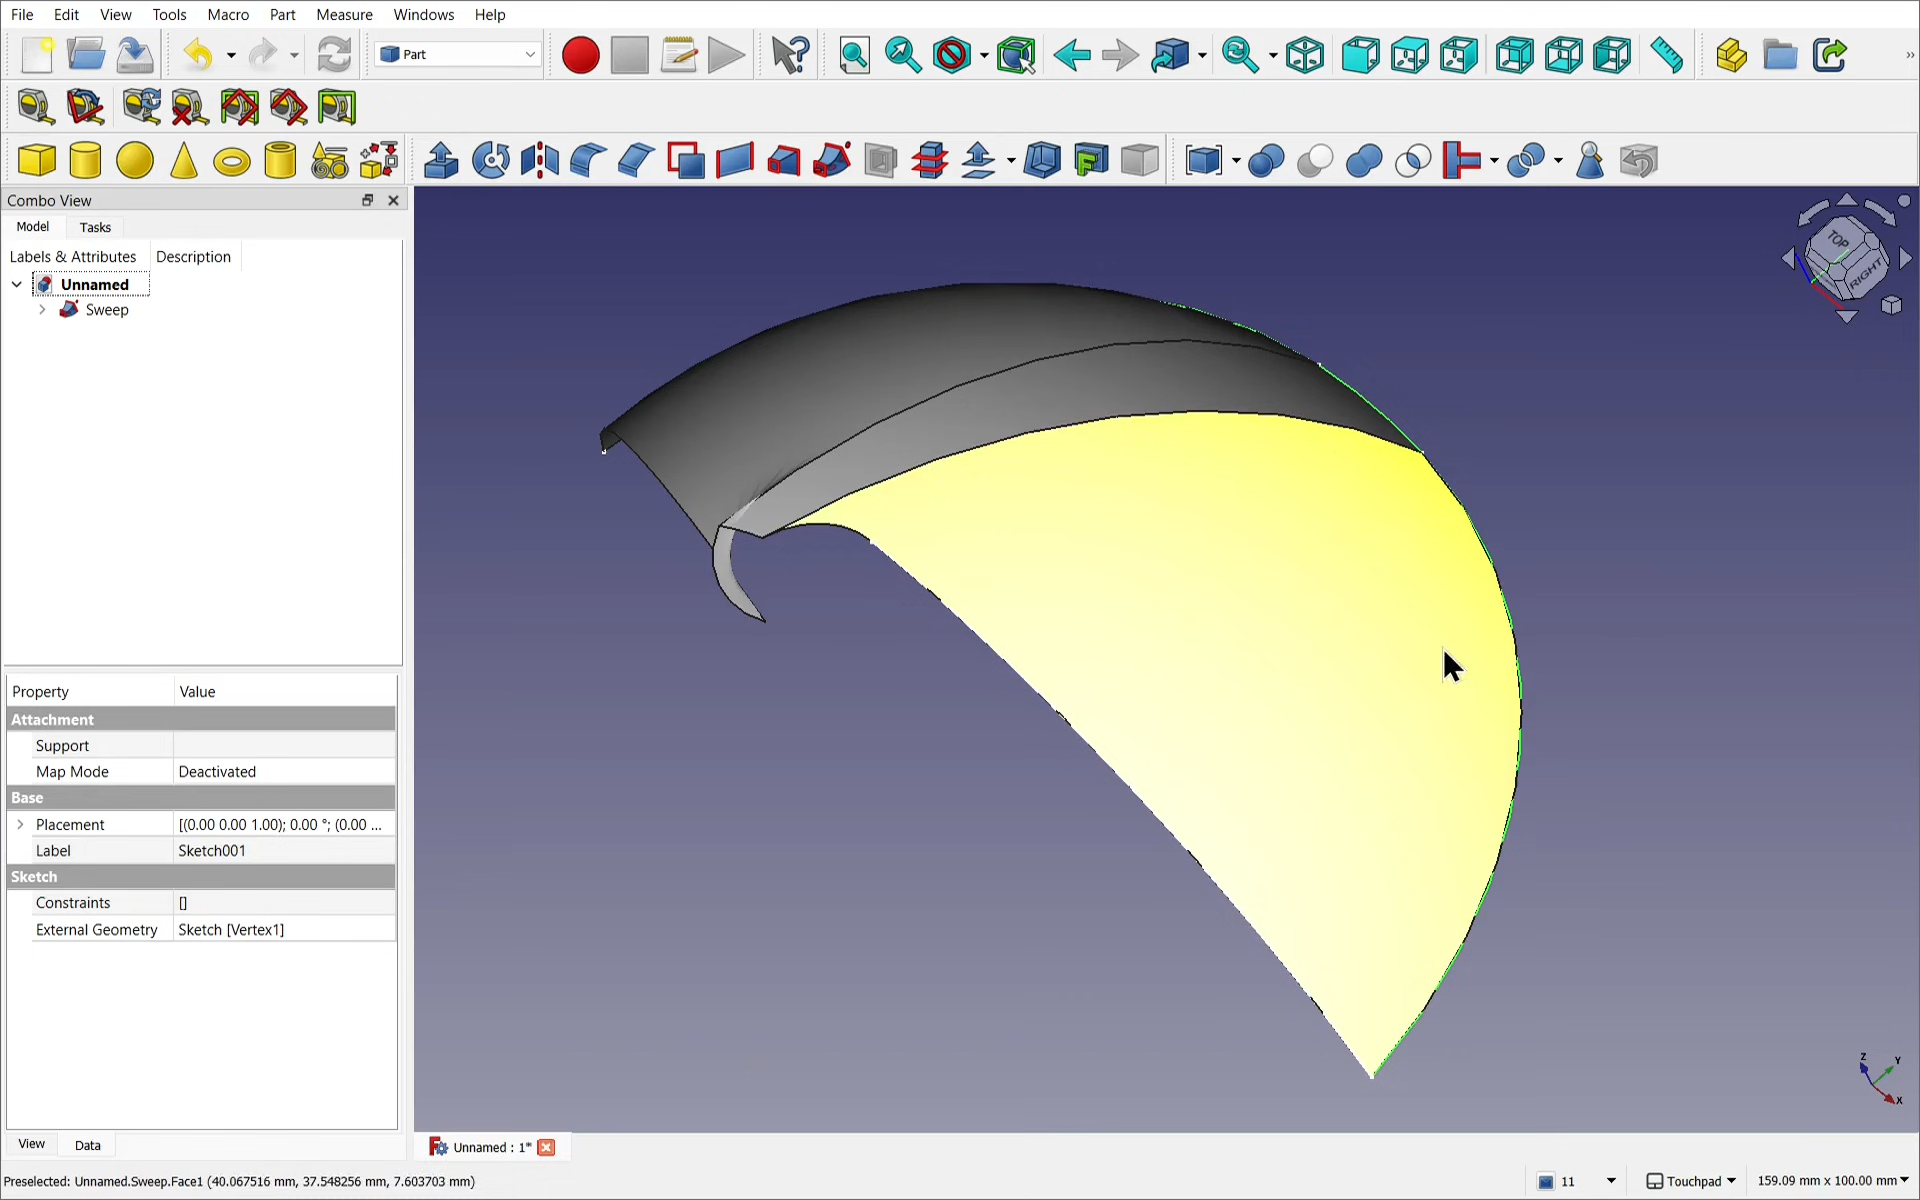 File Edit View Tools Macro Part Measure Windows Help
Part
Combo View
Model Tasks
Labels & Attributes Description
Unnamed
Sweep
TOP
RIGHT
Property Value
Attachment
Support
Map Mode Deactivated
Base
Placement [(0.00 0.00 1.00); 0.00 °; (0.00 ...
Label Sketch001
Sketch
Constraints []
External Geometry Sketch [Vertex1]
Z Y
X
View Data
Unnamed : 1*
Preselected: Unnamed.Sweep.Face1 (40.067516 mm, 37.548256 mm, 7.603703 mm)
11 Touchpad 159.09 mm x 100.00 mm